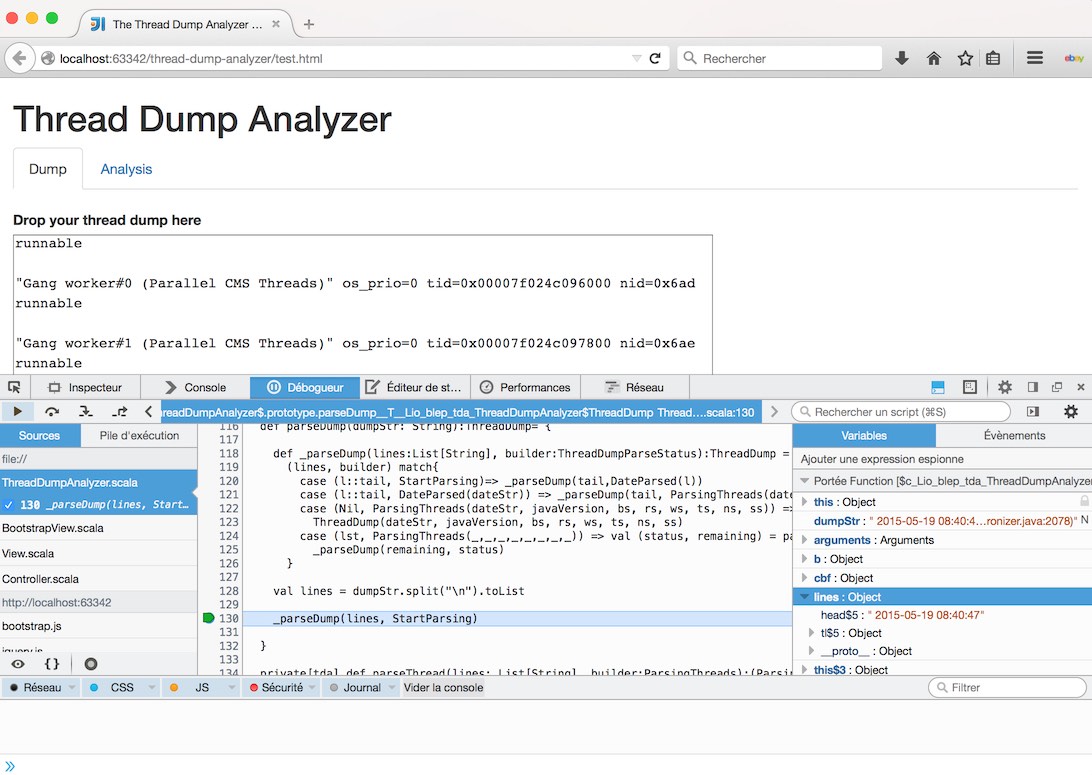 The Thread Dump Analyzer ...
localhost:63342/thread-dump-analyzer/test.html
Rechercher
ebay
Thread Dump Analyzer
Dump
Analysis
Drop your thread dump here
runnable
"Gang worker#0 (Parallel CMS Threads)" os_prio=0 tid=0x00007f024c096000 nid=0x6ad
runnable
"Gang worker#1 (Parallel CMS Threads)" os_prio=0 tid=0x00007f024c097800 nid=0x6ae
runnable
Inspecteur
Console
Débogueur
Éditeur de st...
Performances
Réseau
readDumpAnalyzer$.prototype.parseDump__T__Lio_blep_tda_ThreadDumpAnalyzer$ThreadDump Thread....scala:130
Rechercher un script (⌘S)
Sources
Pile d'exécution
file://
ThreadDumpAnalyzer.scala
130 _parseDump(lines, Start...
BootstrapView.scala
View.scala
Controller.scala
http://localhost:63342
bootstrap.js
jquery.js
116 def parseDump(dumpStr: String):ThreadDump= {
117
118 def _parseDump(lines:List[String], builder:ThreadDumpParseStatus):ThreadDump =
119 (lines, builder) match{
120 case (l::tail, StartParsing)=> _parseDump(tail,DateParsed(l))
121 case (l::tail, DateParsed(dateStr)) => _parseDump(tail, ParsingThreads(date
122 case (Nil, ParsingThreads(dateStr, javaVersion, bs, rs, ws, ts, ns, ss)) =>
123 ThreadDump(dateStr, javaVersion, bs, rs, ws, ts, ns, ss)
124 case (lst, ParsingThreads(_,_,_,_,_,_,_,_)) => val (status, remaining) = pa
125 _parseDump(remaining, status)
126 }
127
128 val lines = dumpStr.split("\n").toList
129
130 _parseDump(lines, StartParsing)
131
132 }
133
134 private[tda] def parseThread(lines: List[String], builder:ParsingThreads):(Parsin
Variables
Évènements
Ajouter une expression espionne
Portée Function [$c_Lio_blep_tda_ThreadDumpAnalyze
this : Object
dumpStr : " 2015-05-19 08:40:4...ronizer.java:2078)" N
arguments : Arguments
b : Object
cbf : Object
lines : Object
head$5 : " 2015-05-19 08:40:47"
tl$5 : Object
__proto__ : Object
this$3 : Object
Réseau
CSS
JS
Sécurité
Journal
Vider la console
Filtrer